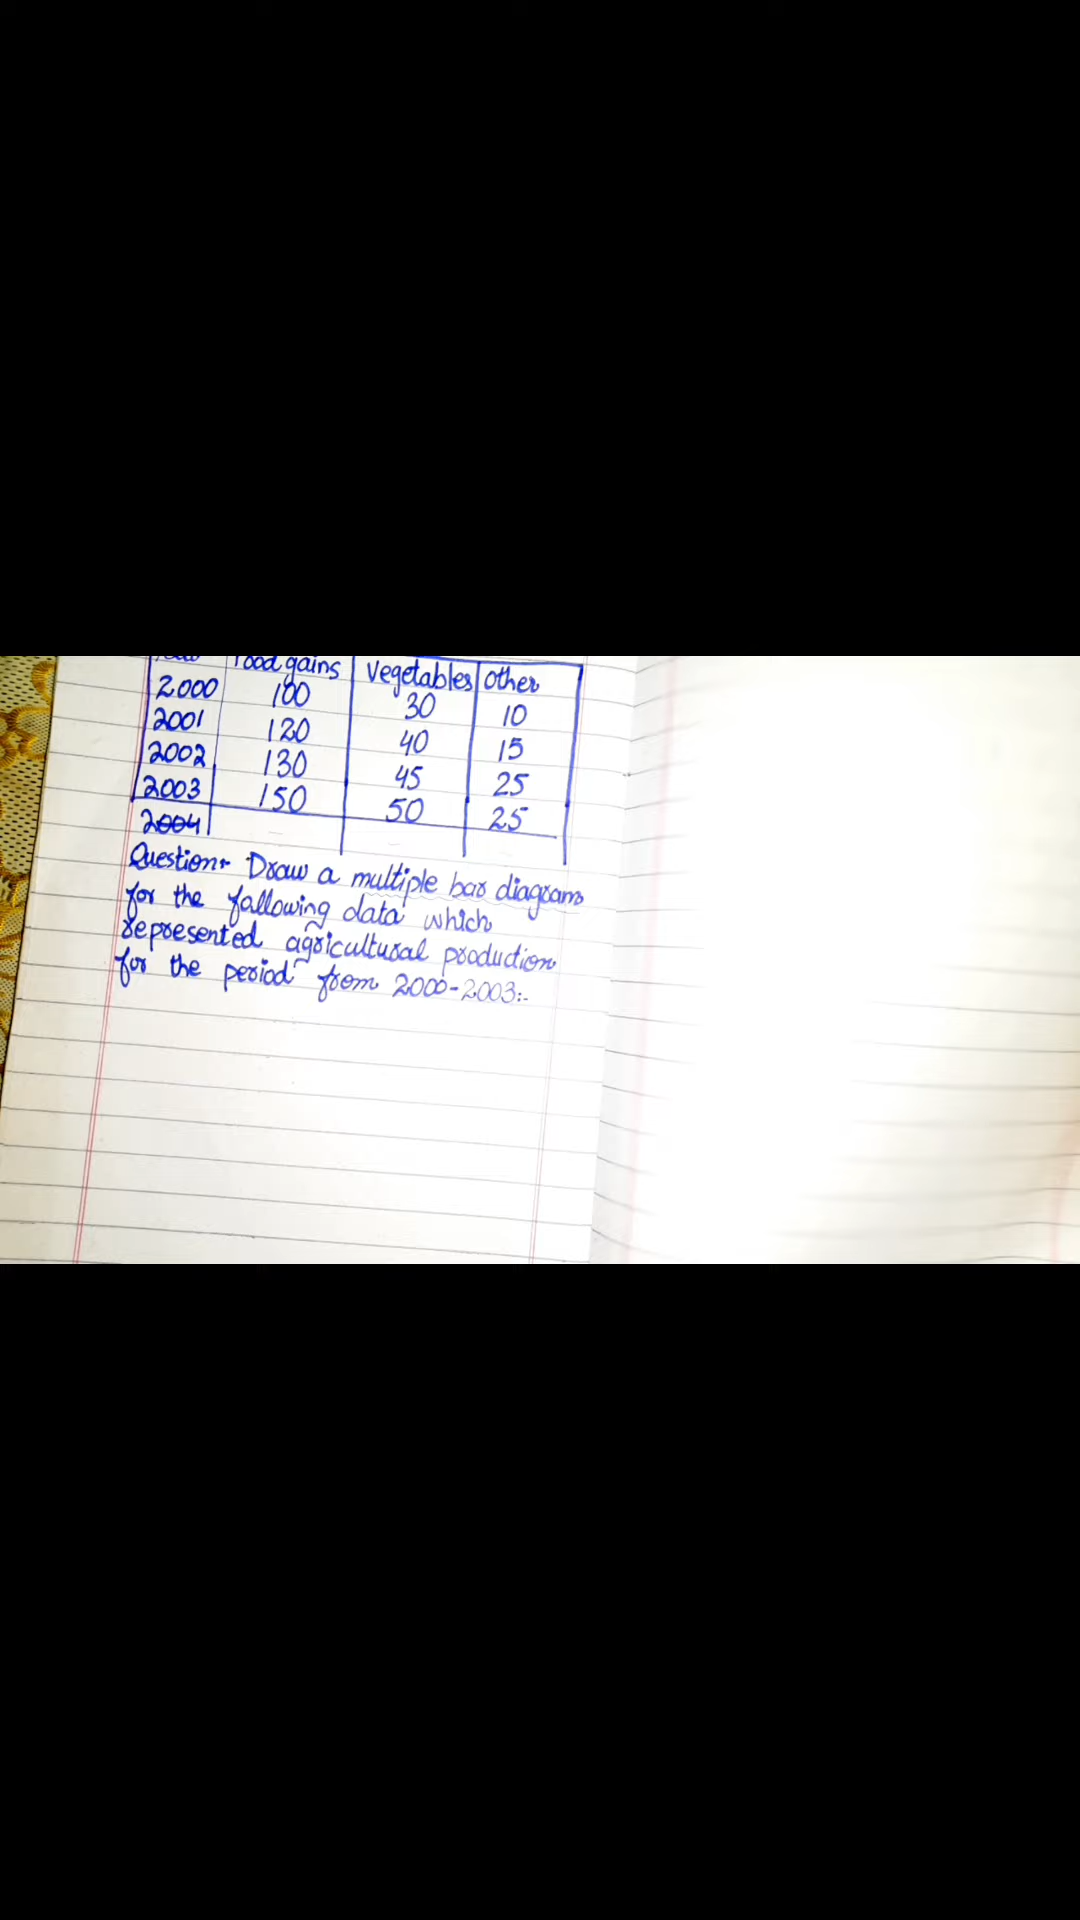 food gains Vegetables Other
2000 100 30 10
2001 120 40 15
2002 130 45 25
2003 150 50 25
2004
Question:- Draw a multiple bar diagram
for the fallowing data which
represented agricultural production
for the period from 2000-2003:-